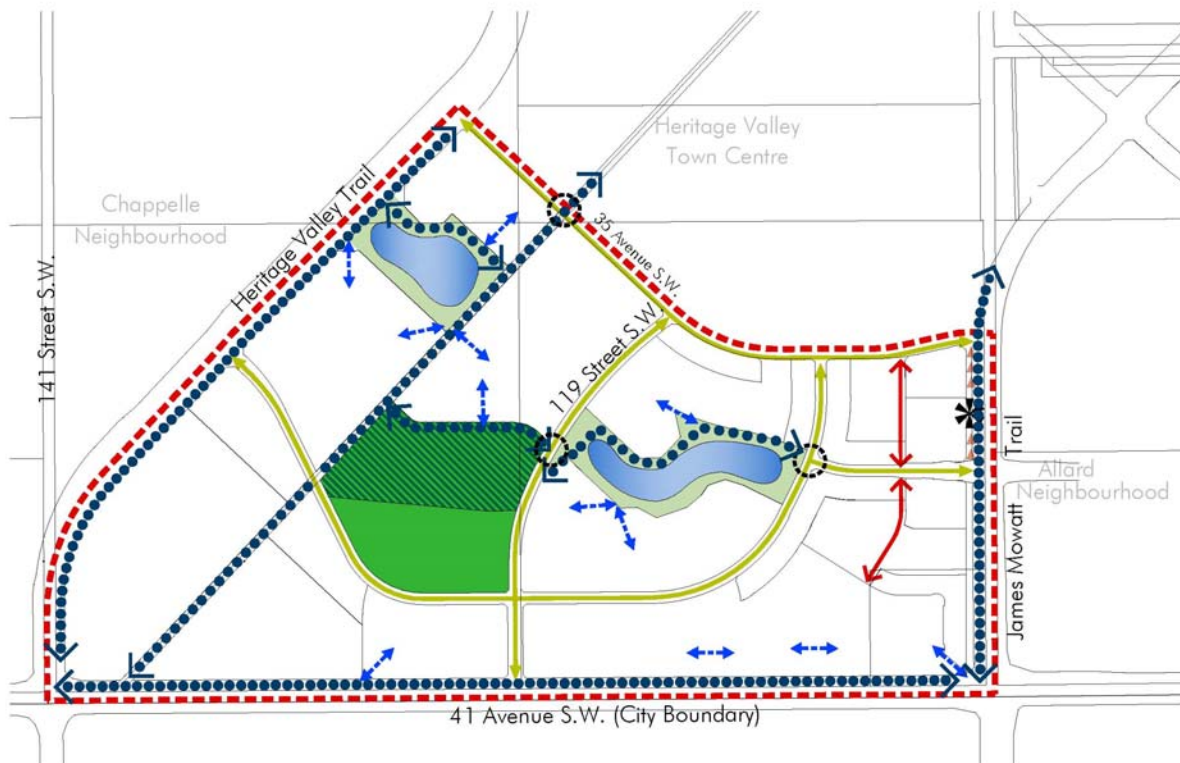 Heritage Valley
Town Centre
Chappelle
Neighbourhood
Heritage Valley Trail
35 Avenue S.W.
141 Street S.W.
119 Street S.W.
Allard
Neighbourhood
James Mowatt Trail
41 Avenue S.W. (City Boundary)